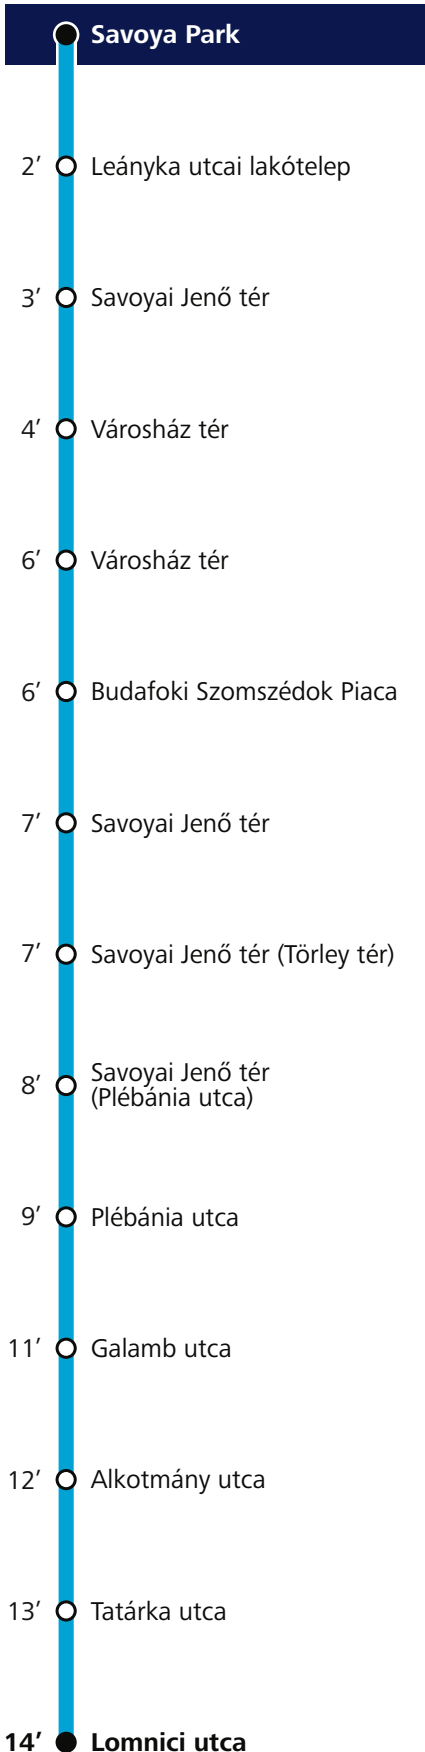 Savoya Park
2’ Leányka utcai lakótelep
3’ Savoyai Jenő tér
4’ Városház tér
6’ Városház tér
6’ Budafoki Szomszédok Piaca
7’ Savoyai Jenő tér
7’ Savoyai Jenő tér (Törley tér)
8’ Savoyai Jenő tér
(Plébánia utca)
9’ Plébánia utca
11’ Galamb utca
12’ Alkotmány utca
13’ Tatárka utca
14’ Lomnici utca